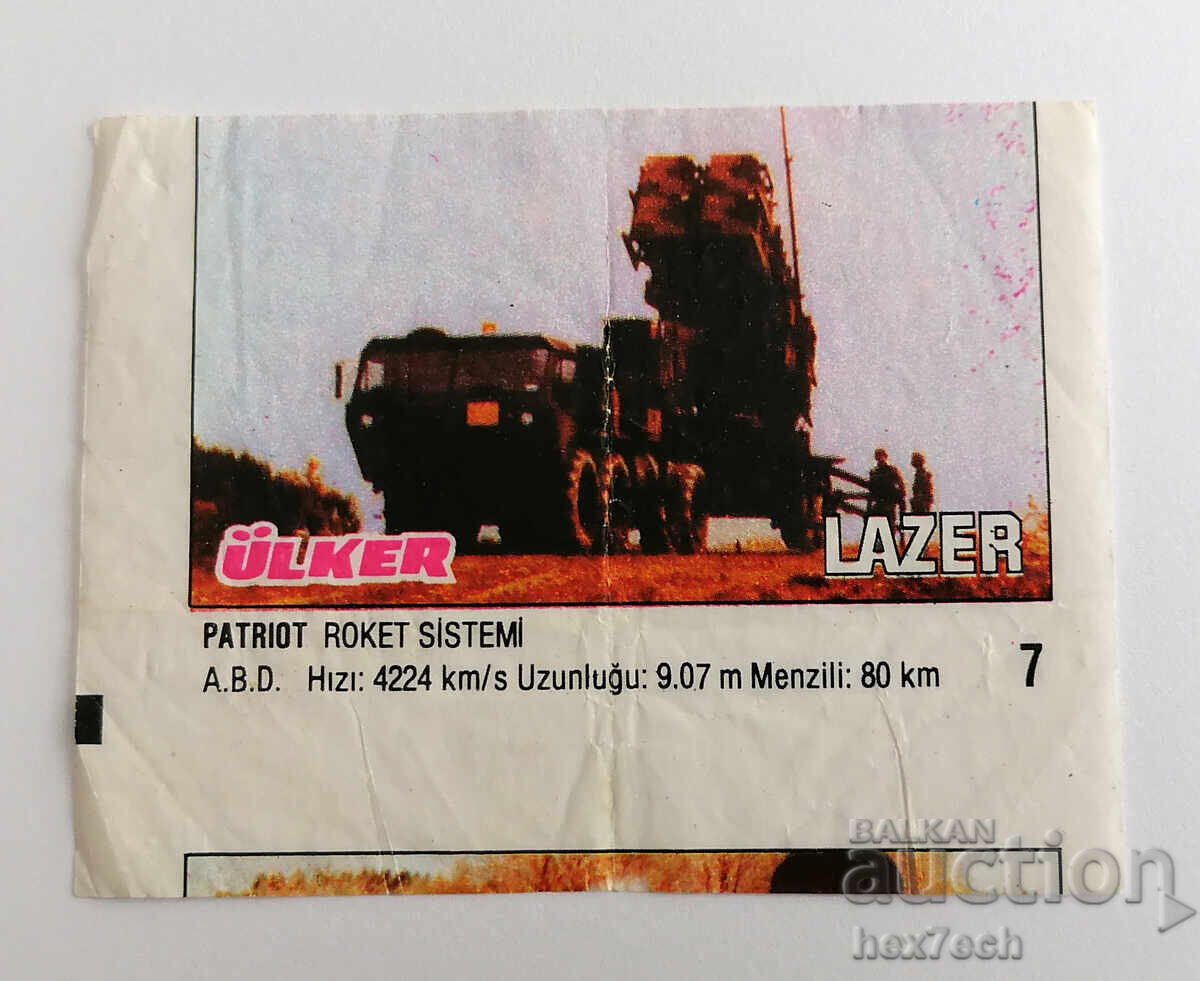 ÜLKER
LAZER
PATRIOT ROKET SİSTEMİ
A.B.D. Hızı: 4224 km/s Uzunluğu: 9.07 m Menzili: 80 km
7
BALKAN
auction
hex7ech